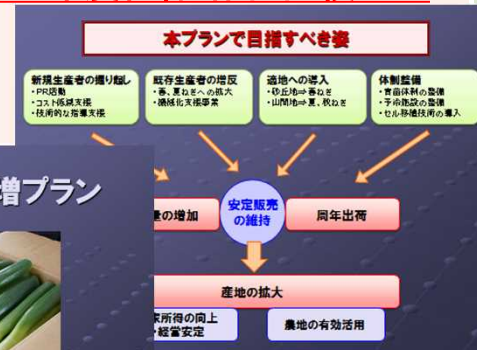 本プランで目指すべき姿
新規生産者の掘り起し
・PR活動
・コスト低減支援
・技術的な指導支援
既存生産者の増反
・春、夏ねぎへの拡大
・機械化支援事業
適地への導入
・砂丘地⇒春ねぎ
・山間地⇒夏、秋ねぎ
体制整備
・育苗体制の整備
・予冷施設の整備
・セル移植技術の導入
増プラン
量の増加
安定販売
の維持
周年出荷
産地の拡大
家所得の向上
経営安定
農地の有効活用